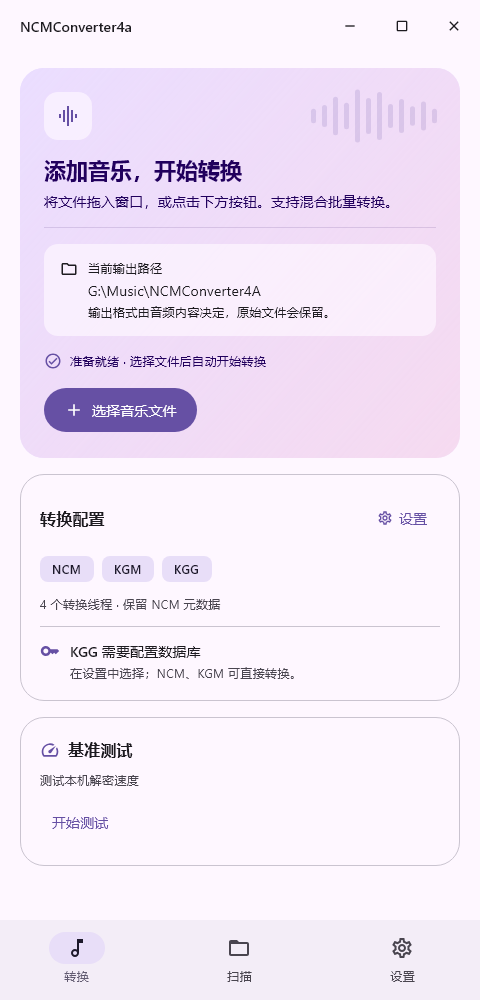 NCMConverter4a
添加音乐，开始转换
将文件拖入窗口，或点击下方按钮。支持混合批量转换。
当前输出路径
G:\Music\NCMConverter4A
输出格式由音频内容决定，原始文件会保留。
准备就绪 · 选择文件后自动开始转换
选择音乐文件
转换配置
设置
NCM
KGM
KGG
4 个转换线程 · 保留 NCM 元数据
KGG 需要配置数据库
在设置中选择；NCM、KGM 可直接转换。
基准测试
测试本机解密速度
开始测试
转换
扫描
设置